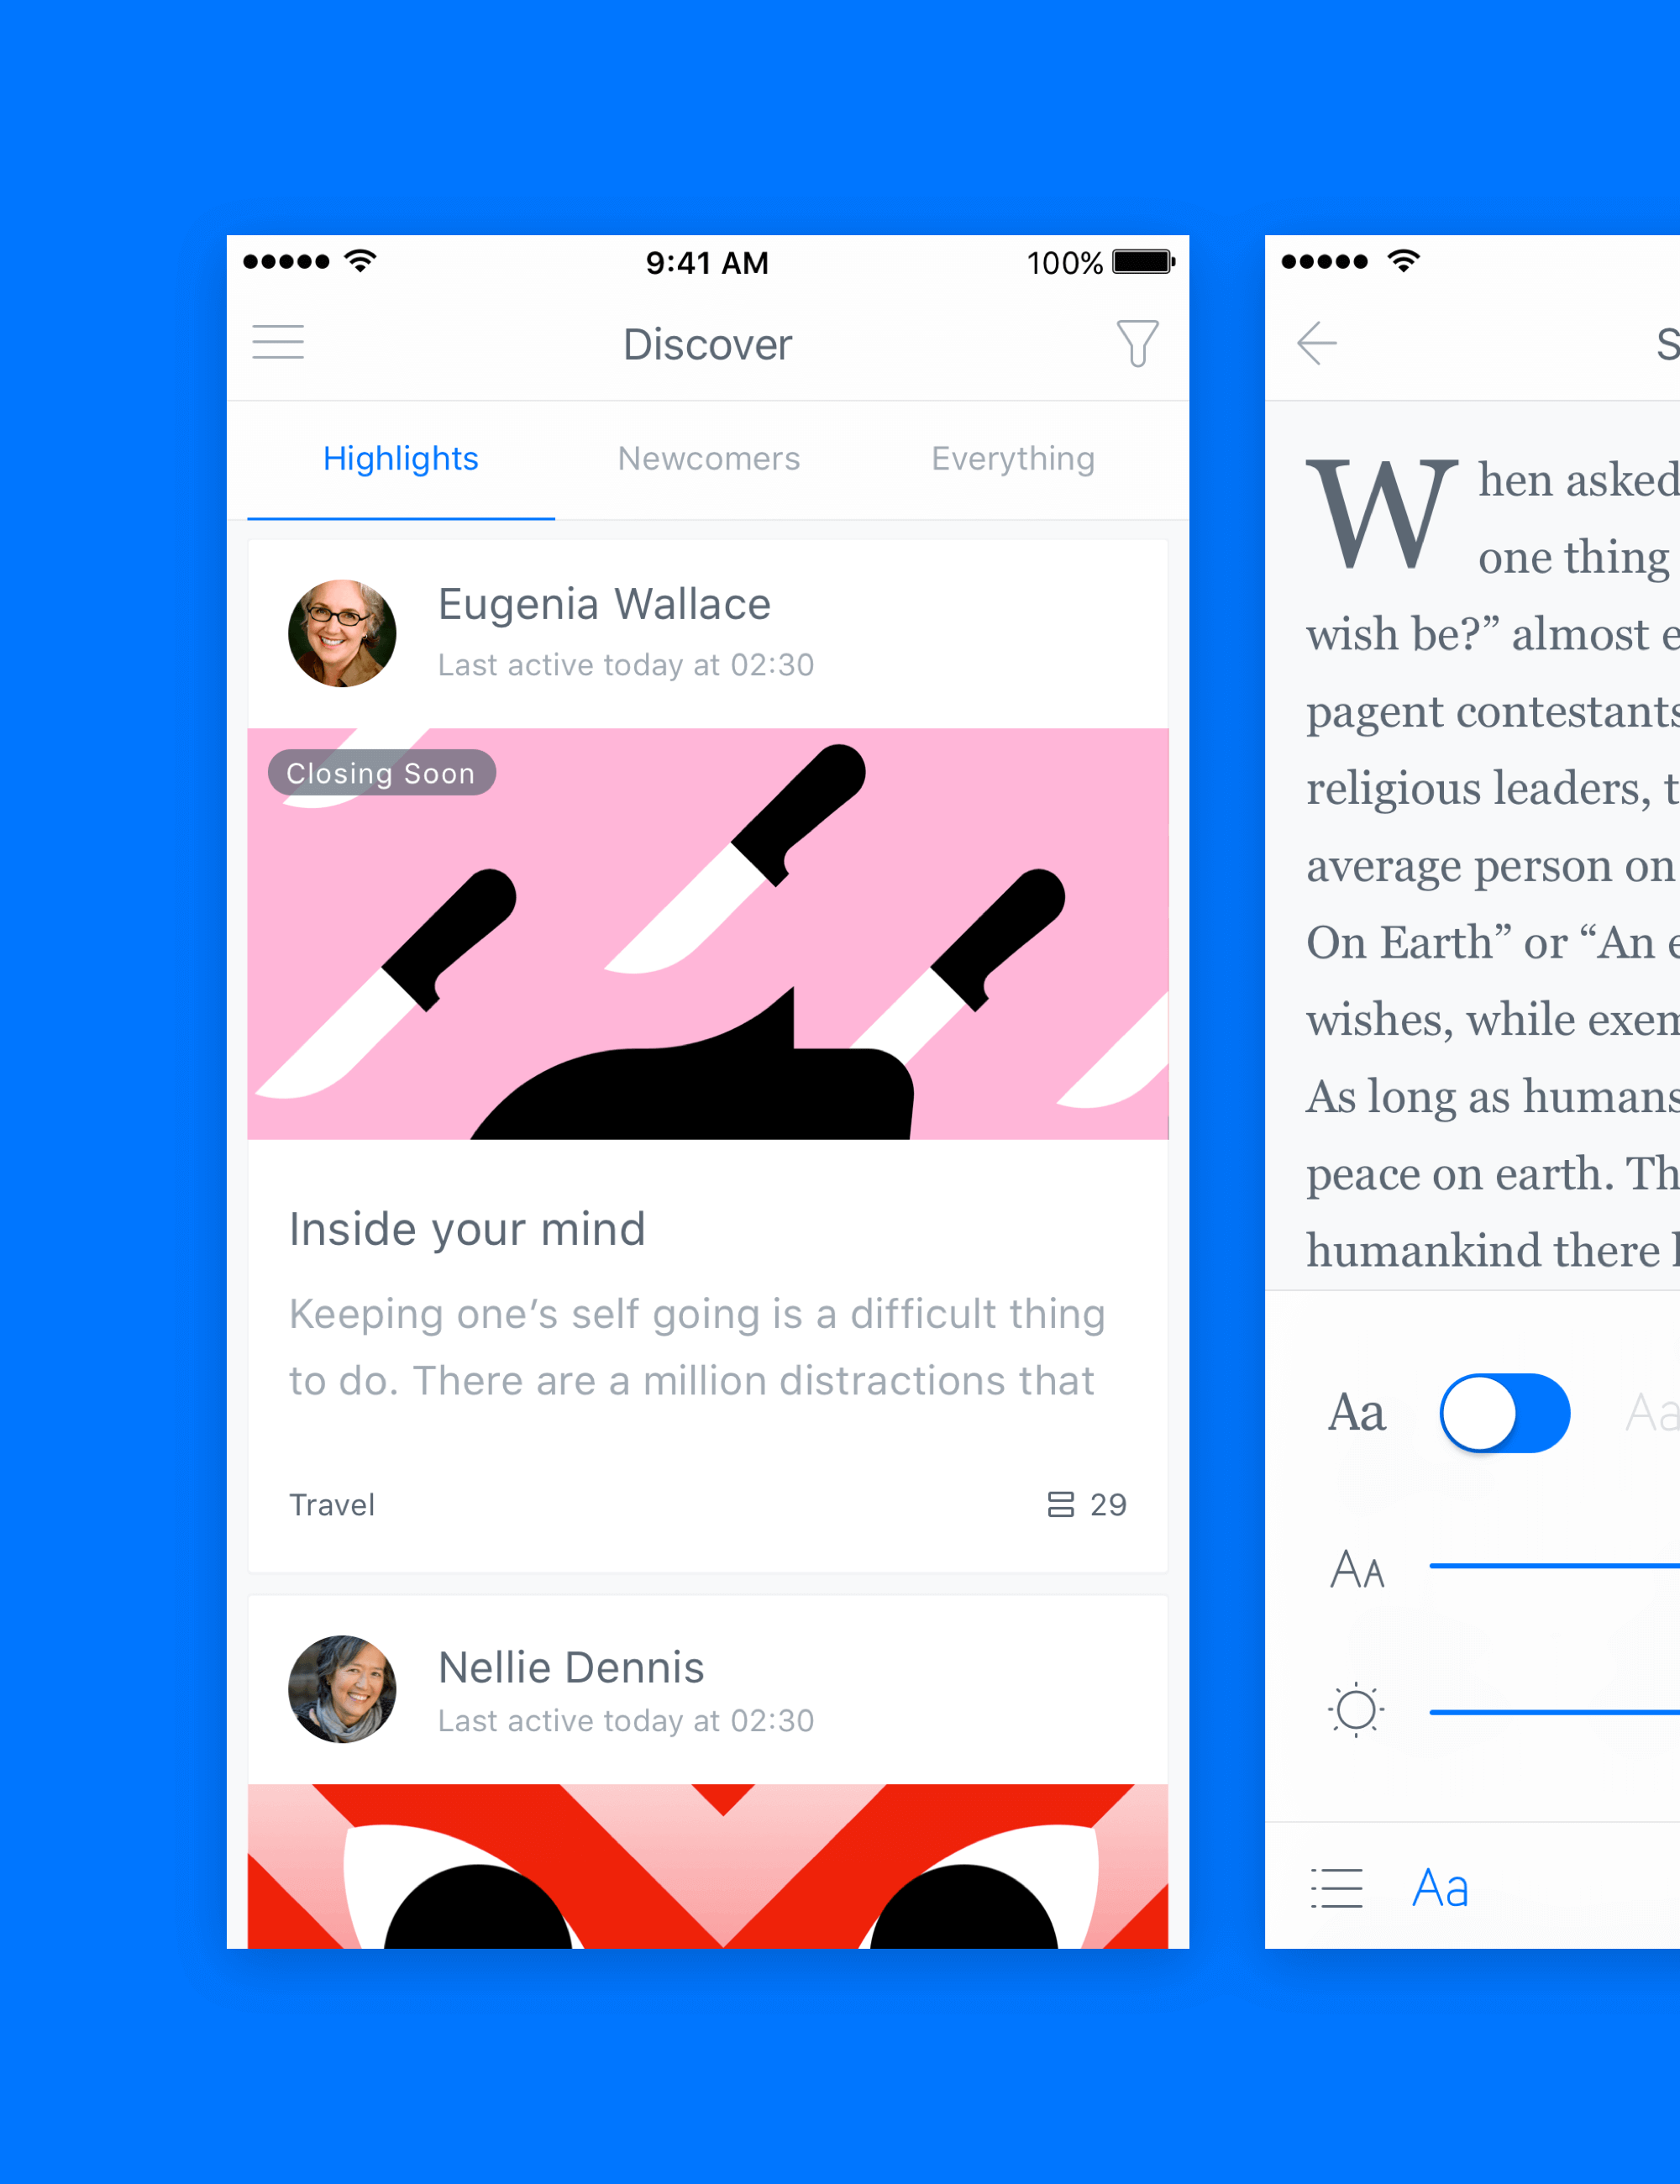 9:41 AM
100%
Discover
Highlights
Newcomers
Everything
Eugenia Wallace
Last active today at 02:30
Closing Soon
Inside your mind
Keeping one’s self going is a difficult thing
to do. There are a million distractions that
Travel
29
Nellie Dennis
Last active today at 02:30
When asked
one thing
wish be?” almost
pagent contestants
religious leaders,
average person on
On Earth” or “An
wishes, while
As long as humans
peace on earth.
humankind there
Aa
Aa
AA
Aa